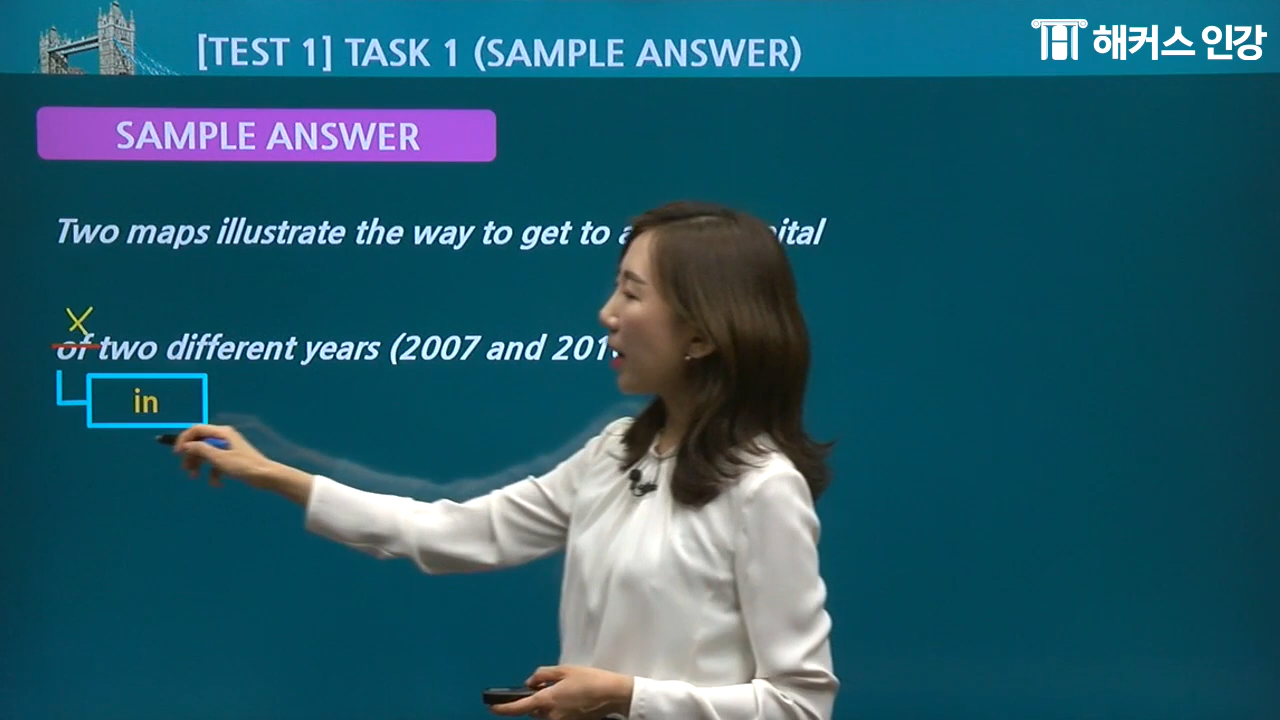 [TEST 1] TASK 1 (SAMPLE ANSWER)
해커스 인강
SAMPLE ANSWER
Two maps illustrate the way to get to
X
of two different years (2007 and
in